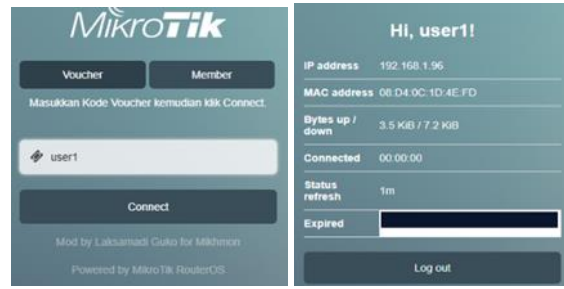 MikroTik
Voucher
Member
Masukkan Kode Voucher kemudian klik Connect.
user1
Connect
Mod by Laksamadi Guko for Mikhmon
Powered by MikroTik RouterOS
Hi, user1!
IP address 192.168.1.96
MAC address 08:D4:0C:1D:4E:FD
Bytes up / down 3.5 KiB / 7.2 KiB
Connected 00:00:00
Status refresh 1m
Expired
Log out